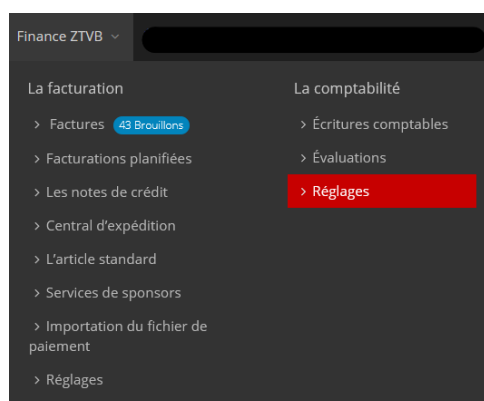 Finance ZTVB
La facturation
Factures 43 Brouillons
Facturations planifiées
Les notes de crédit
Central d'expédition
L'article standard
Services de sponsors
Importation du fichier de
paiement
Réglages
La comptabilité
Écritures comptables
Évaluations
Réglages